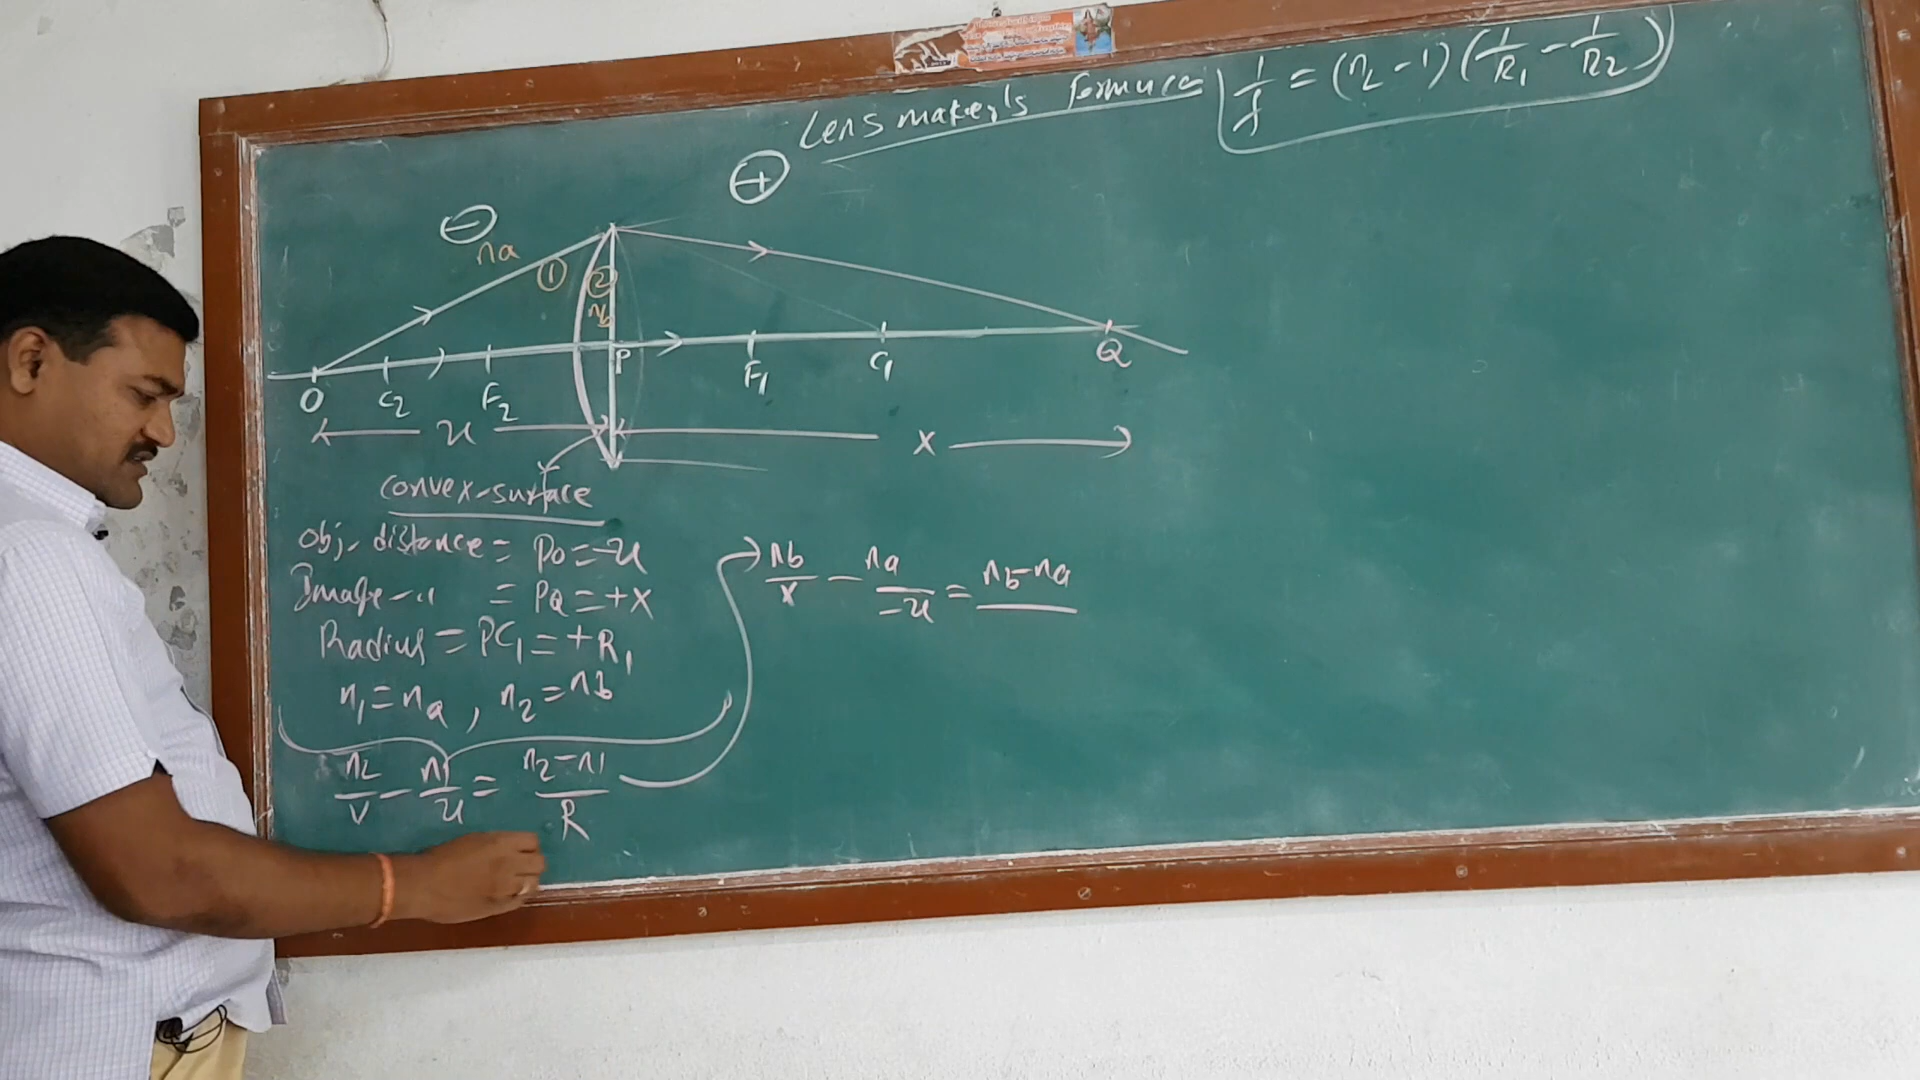 Lens maker's formula 1/f = (n₂ - 1) (1/R₁ - 1/R₂)
+
-
na
1
2
nb
P
O C₂ F₂ F₁ C₁ Q
u x
convex-surface
obj. distance = PO = -u
Image - 〃 = PQ = +x
Radius = PC₁ = +R₁
n₁ = na, n₂ = nb
n₂/v - n₁/u = n₂-n₁/R
nb/x - na/-u = nb-na